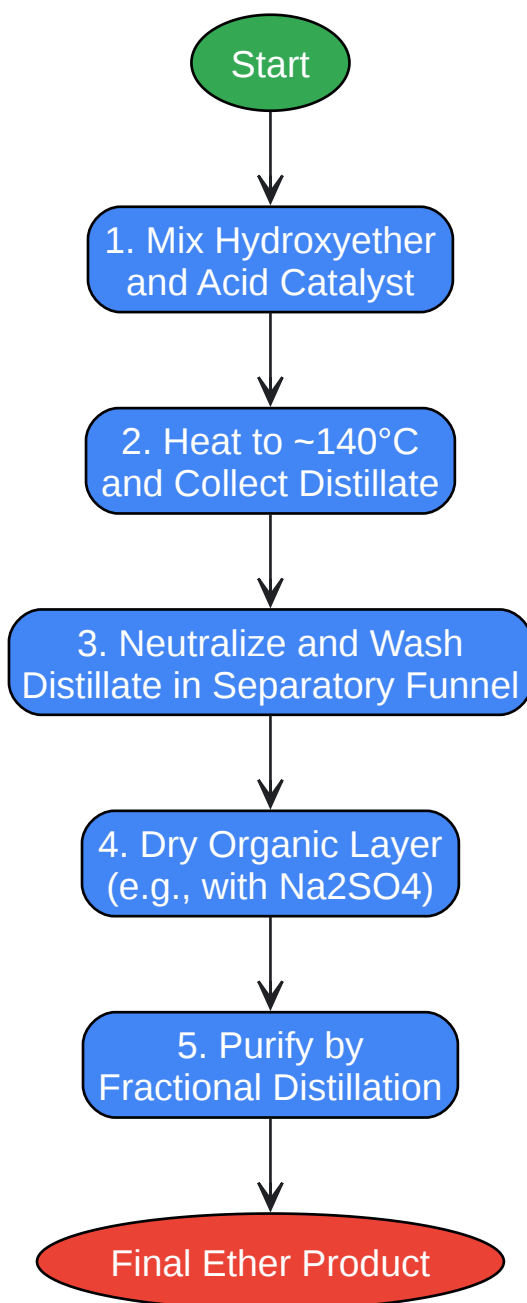 Start
1. Mix Hydroxyether
and Acid Catalyst
2. Heat to ~140°C
and Collect Distillate
3. Neutralize and Wash
Distillate in Separatory Funnel
4. Dry Organic Layer
(e.g., with Na2SO4)
5. Purify by
Fractional Distillation
Final Ether Product